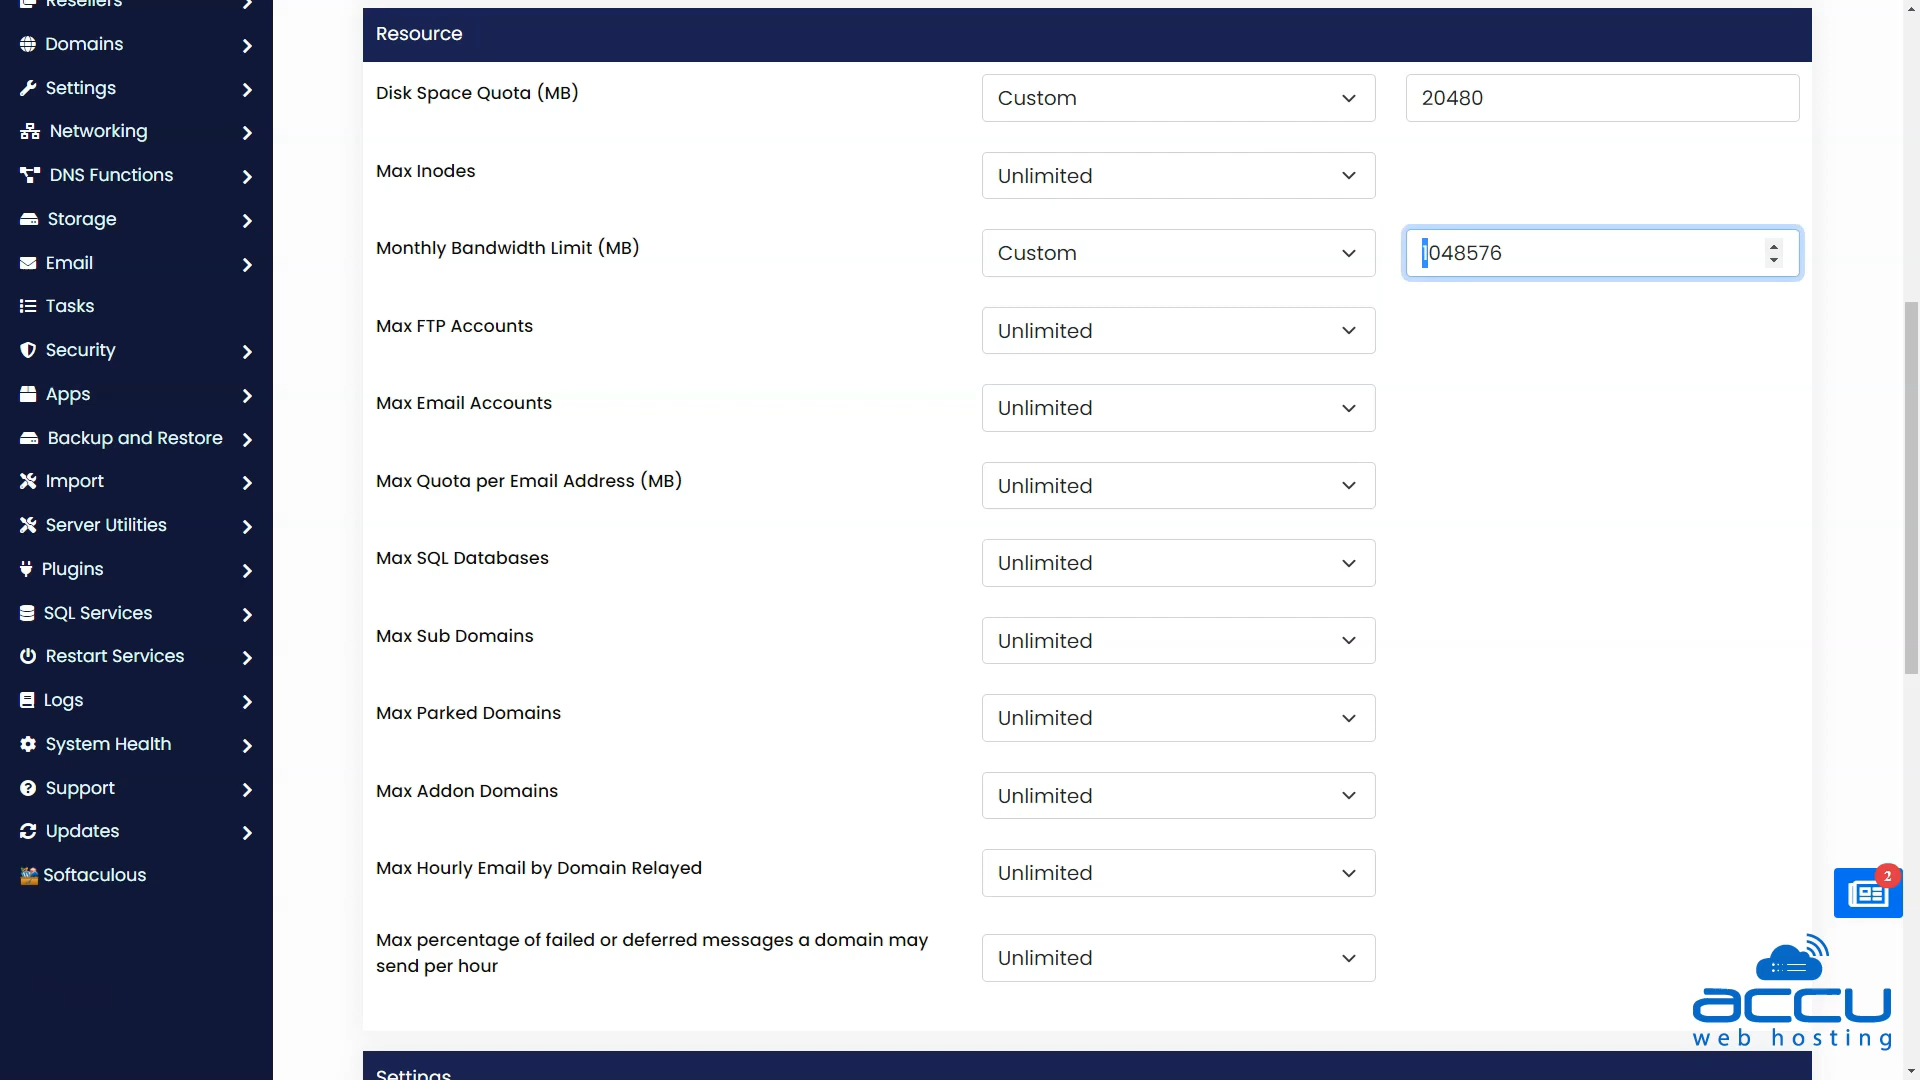 Resellers
Domains
Settings
Networking
DNS Functions
Storage
Email
Tasks
Security
Apps
Backup and Restore
Import
Server Utilities
Plugins
SQL Services
Restart Services
Logs
System Health
Support
Updates
Softaculous
Resource
Disk Space Quota (MB) Custom 20480
Max Inodes Unlimited
Monthly Bandwidth Limit (MB) Custom 1048576
Max FTP Accounts Unlimited
Max Email Accounts Unlimited
Max Quota per Email Address (MB) Unlimited
Max SQL Databases Unlimited
Max Sub Domains Unlimited
Max Parked Domains Unlimited
Max Addon Domains Unlimited
Max Hourly Email by Domain Relayed Unlimited
Max percentage of failed or deferred messages a domain may
send per hour Unlimited
2
accu
web hosting
Settings